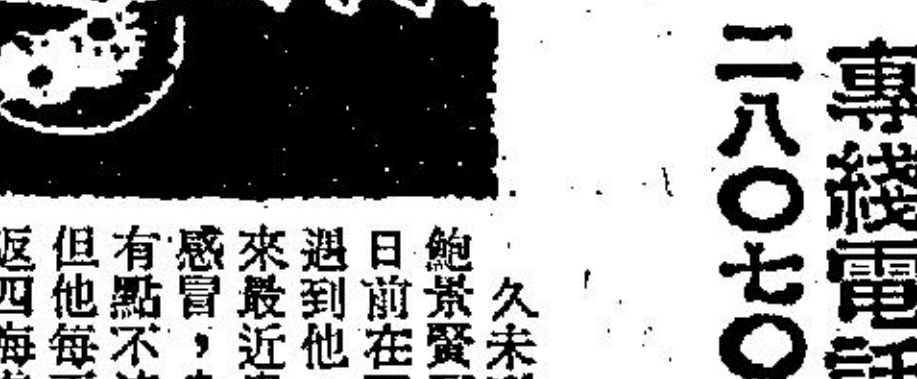 專綫電話
二八〇七〇
久未
鮑景賢
日前在
遇到他
來最近
感冒，
有點不
但他每
返四海